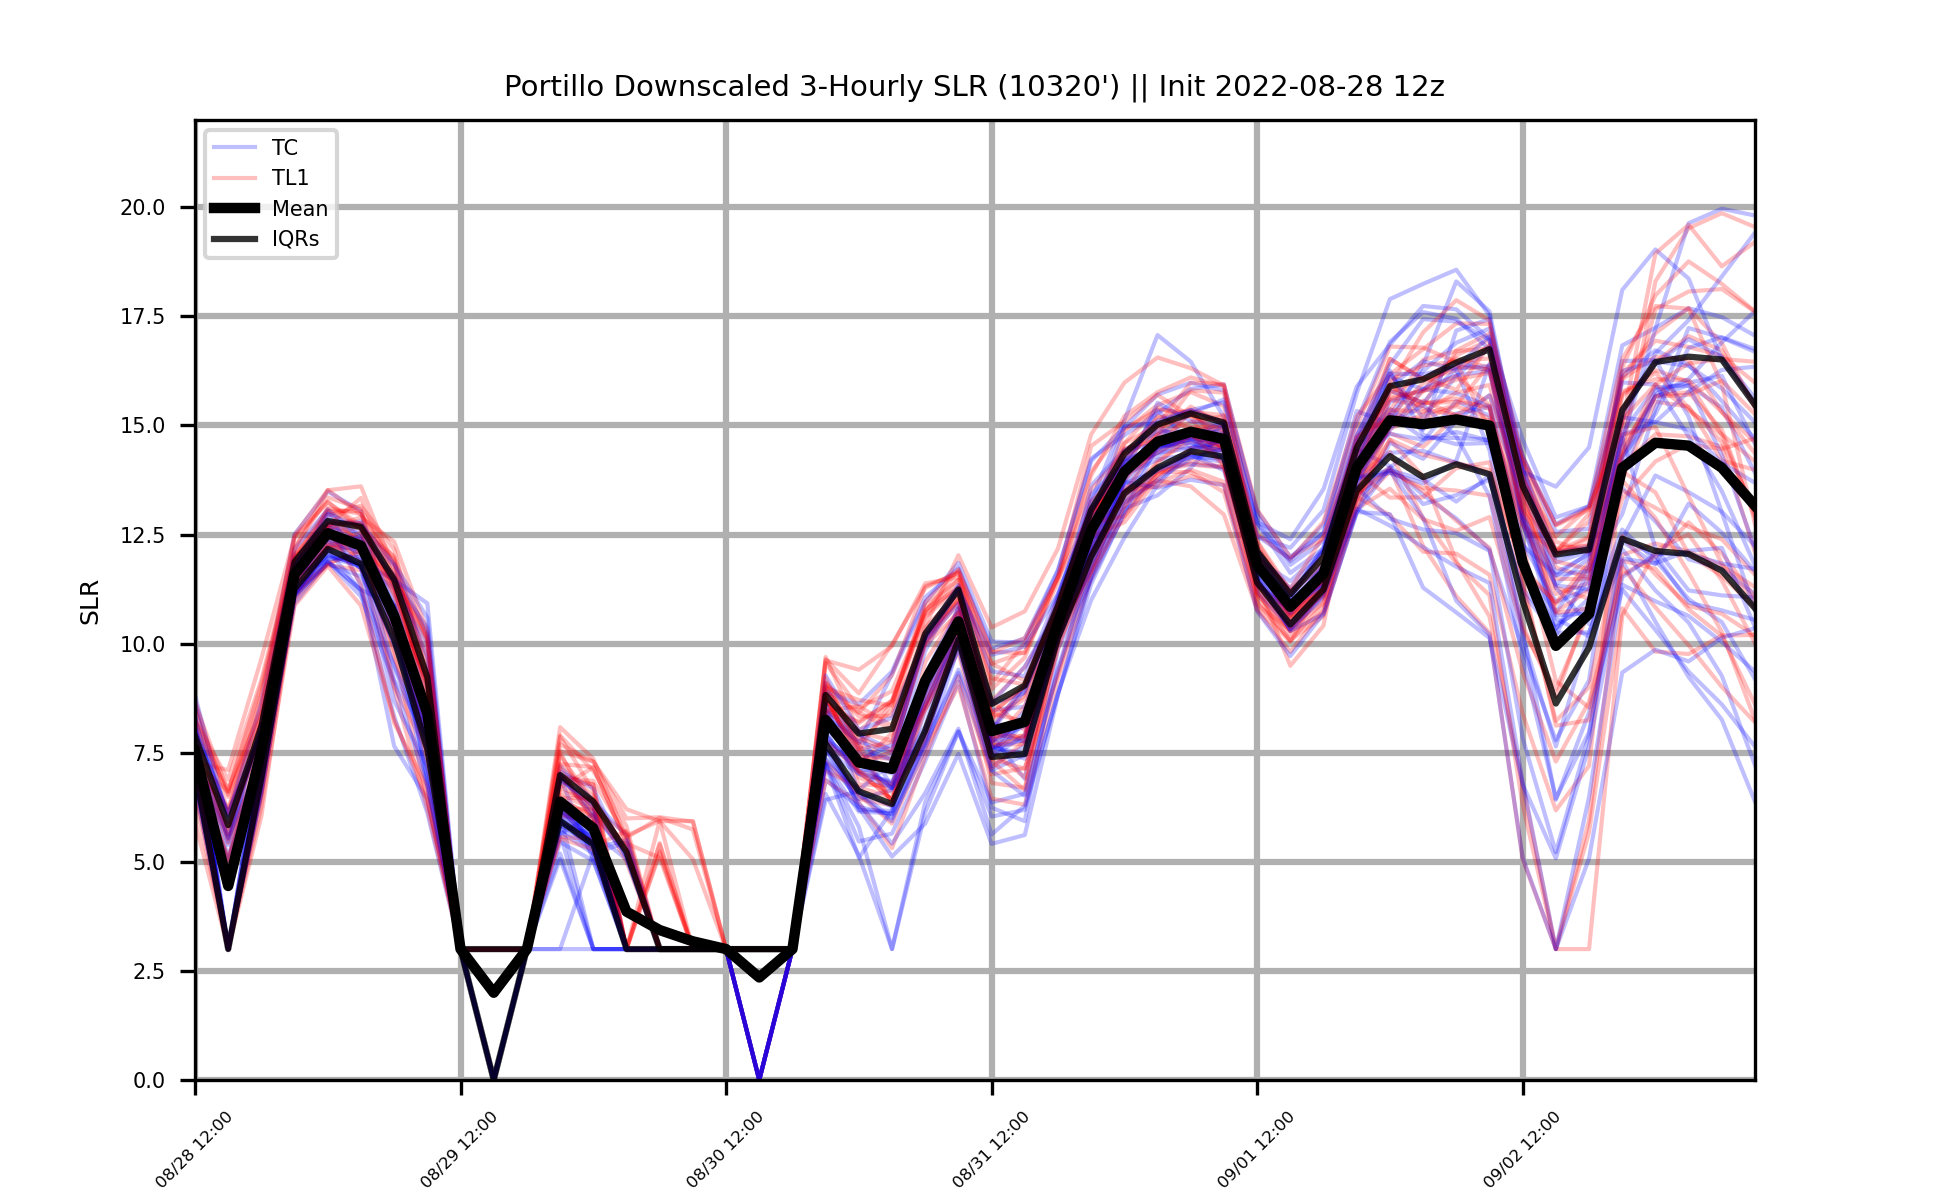 Portillo Downscaled 3-Hourly SLR (10320') || Init 2022-08-28 12z
TC
TL1
Mean
IQRs
SLR
20.0
17.5
15.0
12.5
10.0
7.5
5.0
2.5
0.0
08/28 12:00
08/29 12:00
08/30 12:00
08/31 12:00
09/01 12:00
09/02 12:00